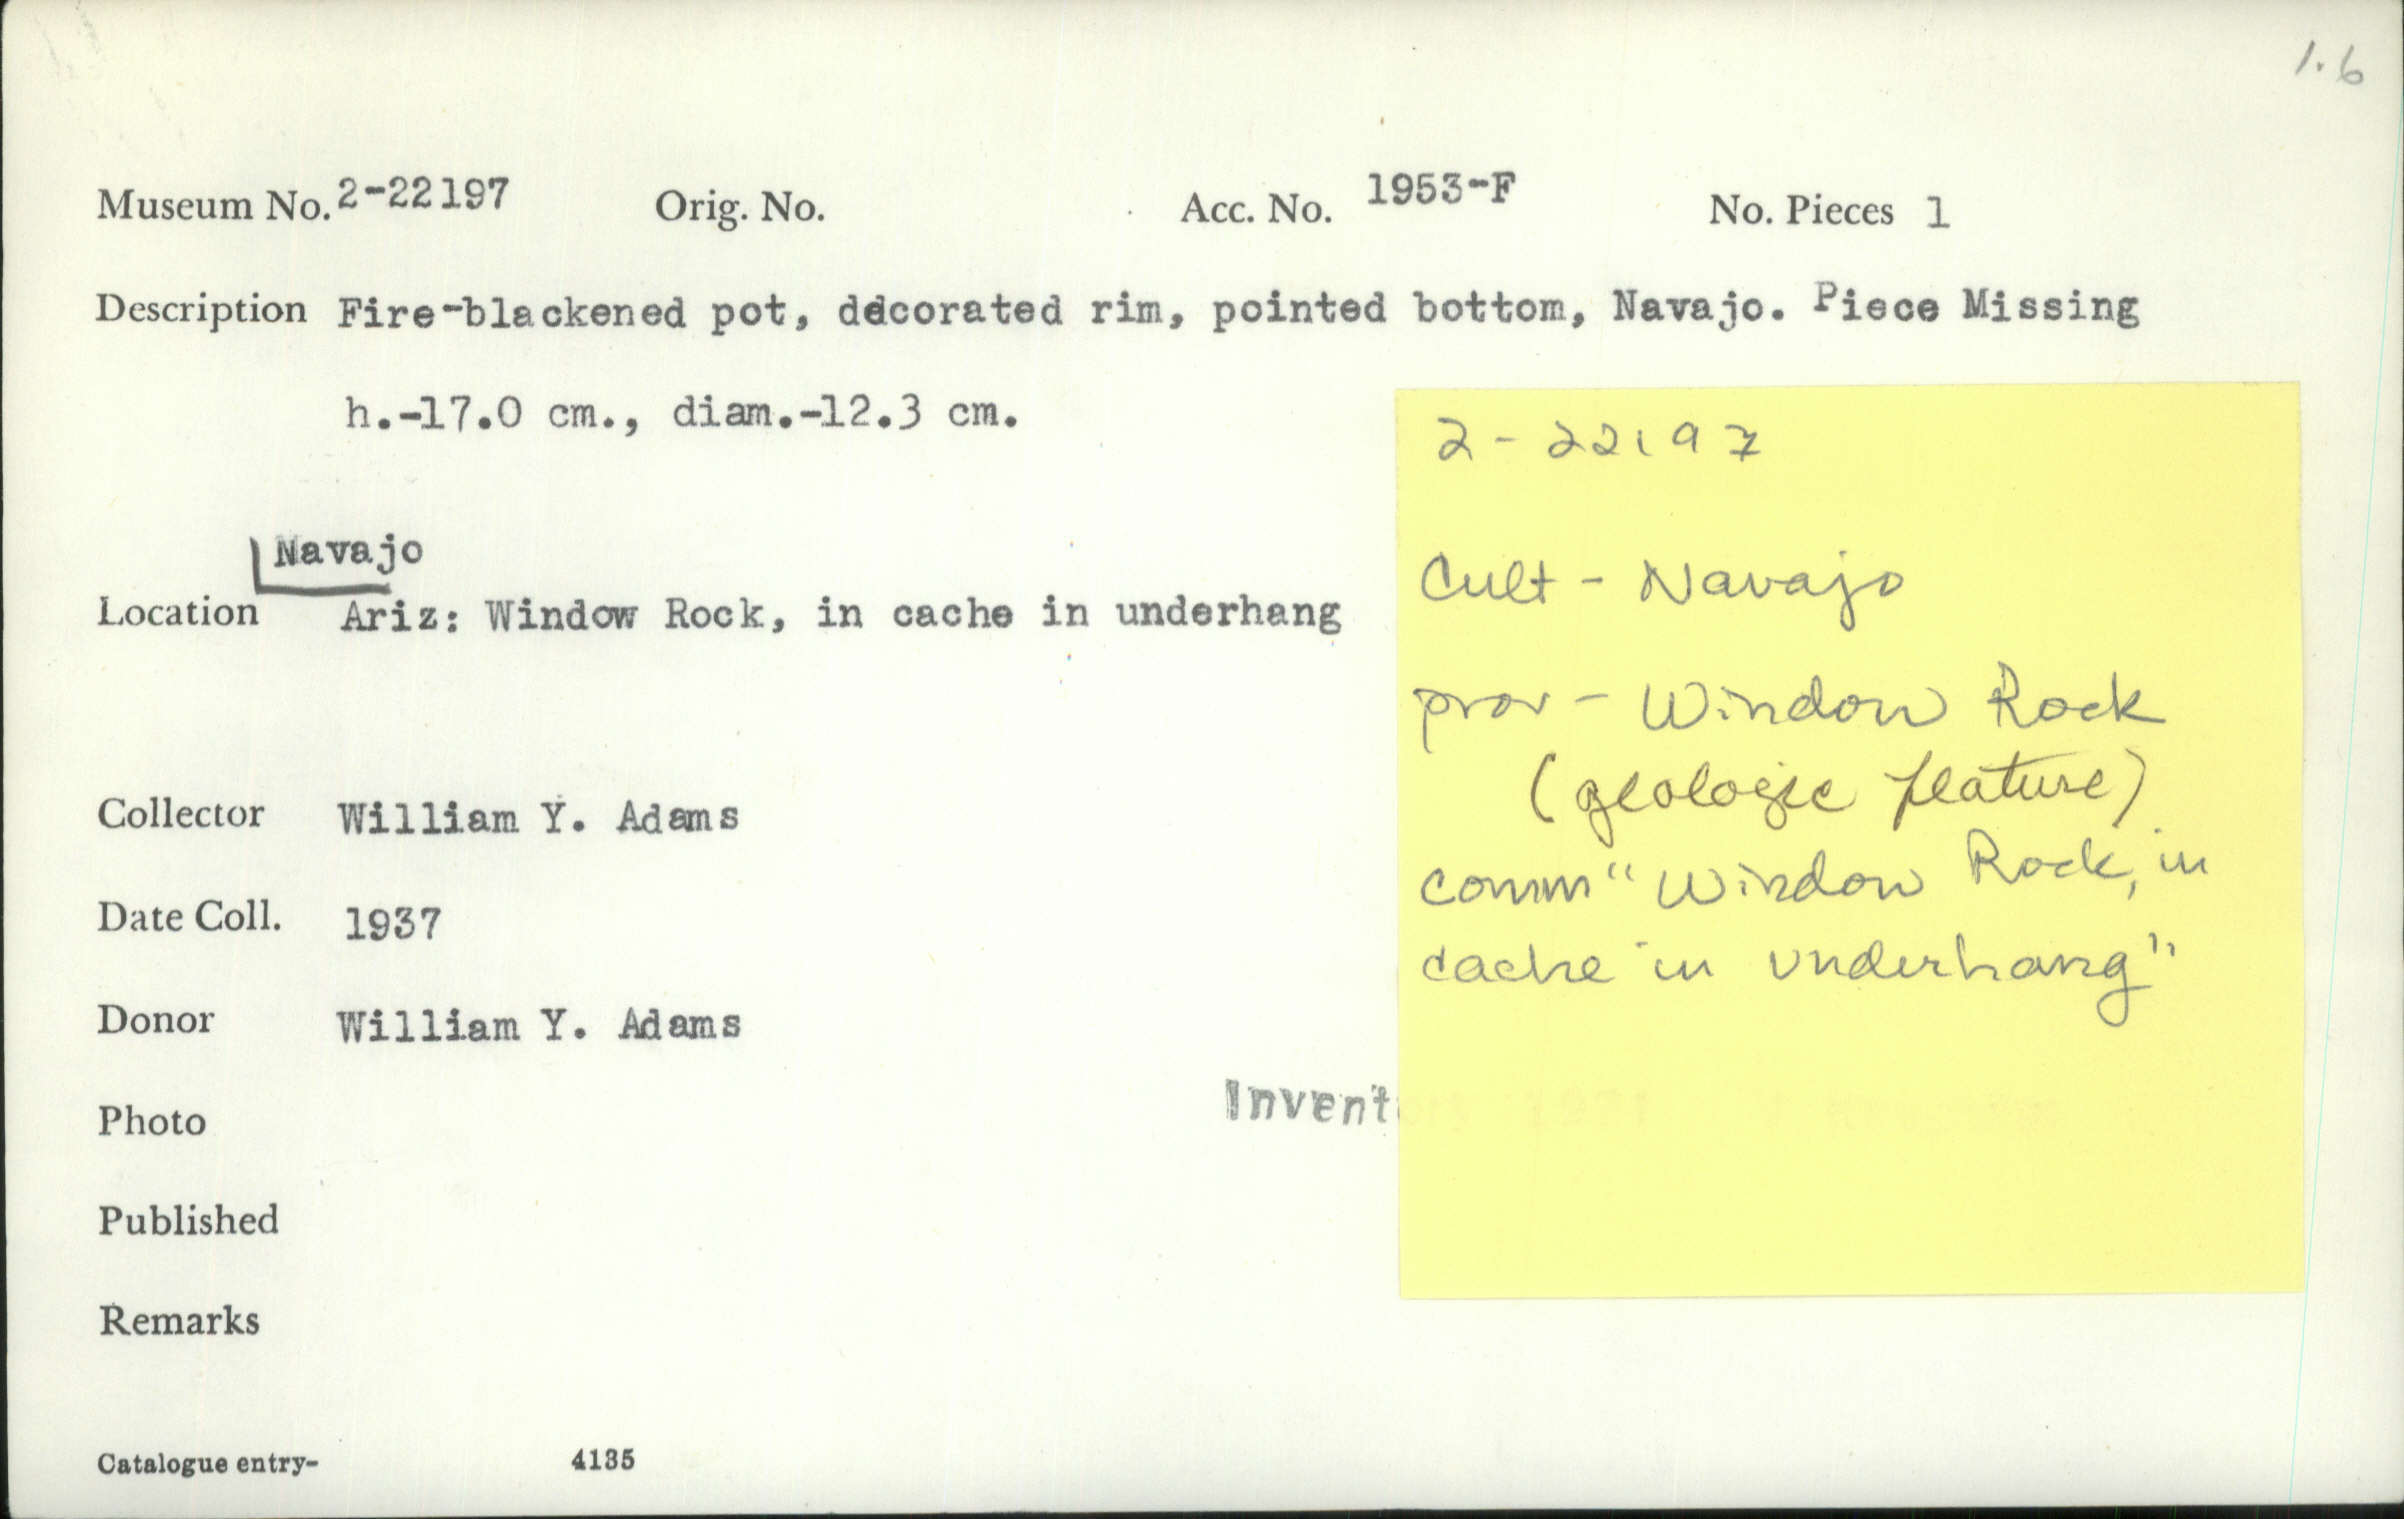 1.6
Museum No. 2-22197 Orig. No. Acc. No. 1953-F No. Pieces 1
Description Fire-blackened pot, decorated rim, pointed bottom, Navajo. Piece Missing
h.-17.0 cm., diam.-12.3 cm.
Navajo
Location Ariz: Window Rock, in cache in underhang
Collector William Y. Adams
Date Coll. 1937
Donor William Y. Adams
Invent
Photo
Published
Remarks
Catalogue entry- 4135
2-22197
Cult - Navajo
prov - Window Rock
(geologic feature)
comm "Window Rock, in
cache in underhang"